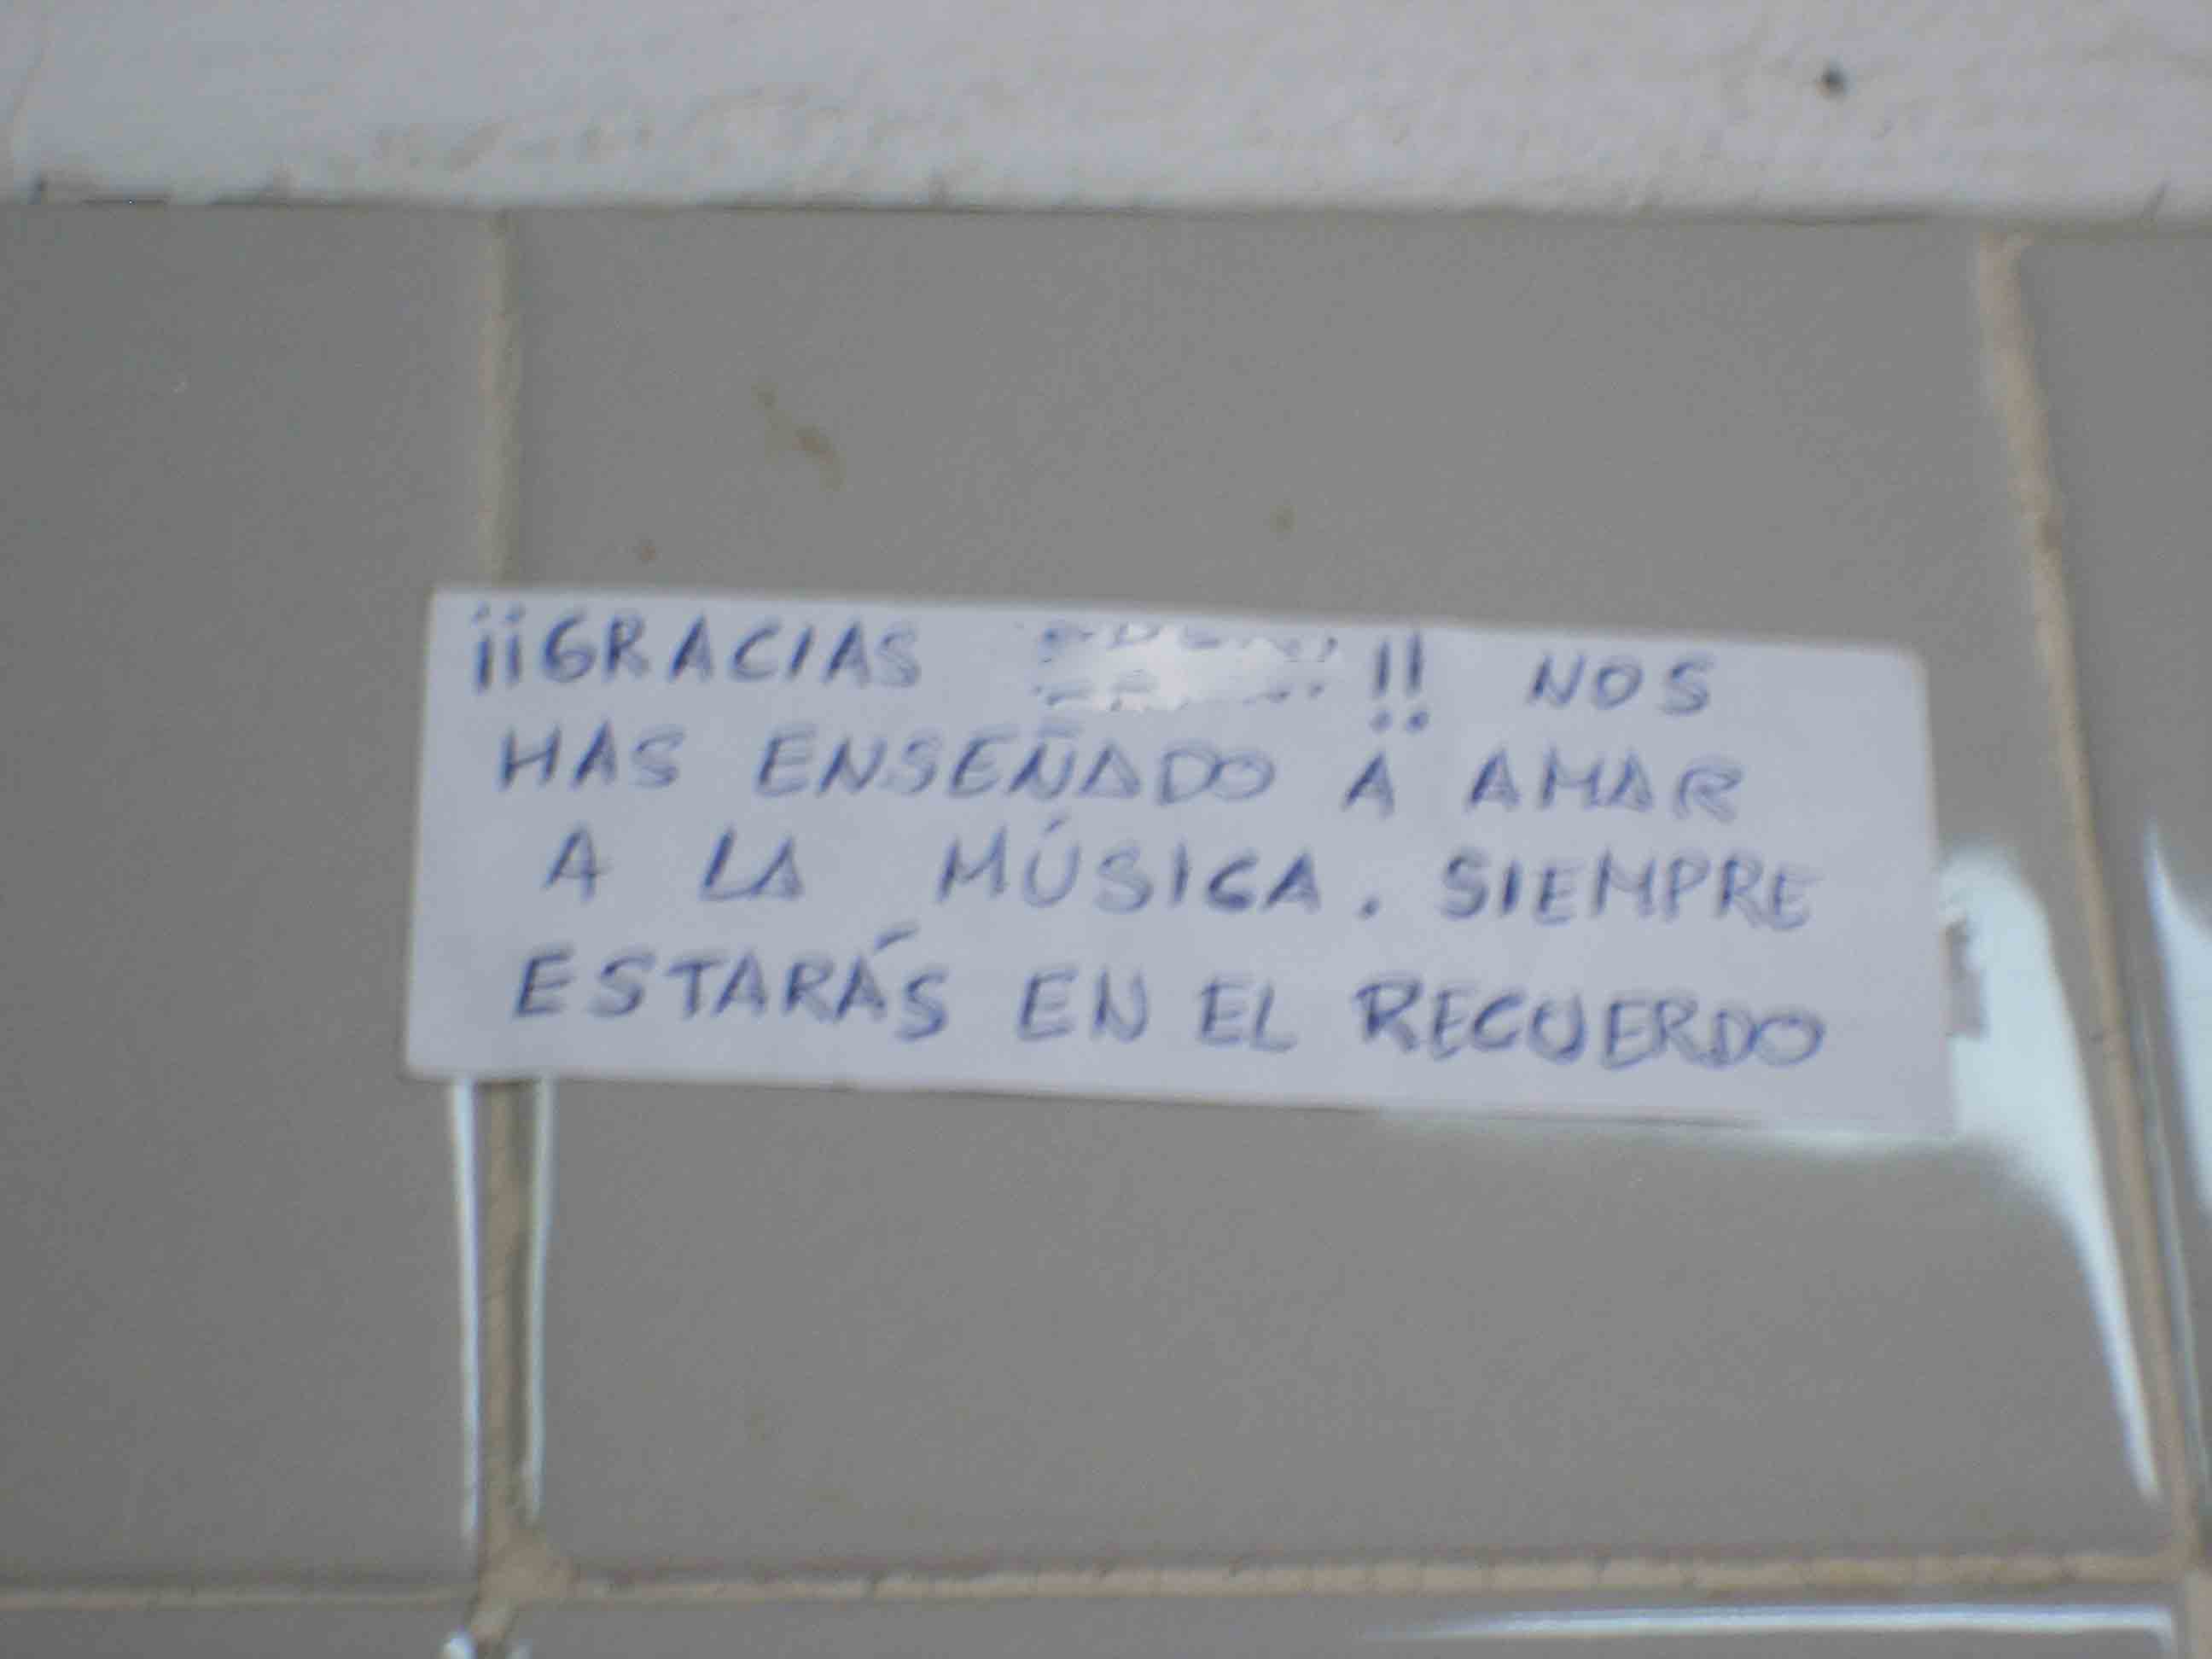 ¡¡GRACIAS !! NOS
HAS ENSEÑADO A AMAR
A LA MÚSICA. SIEMPRE
ESTARÁS EN EL RECUERDO